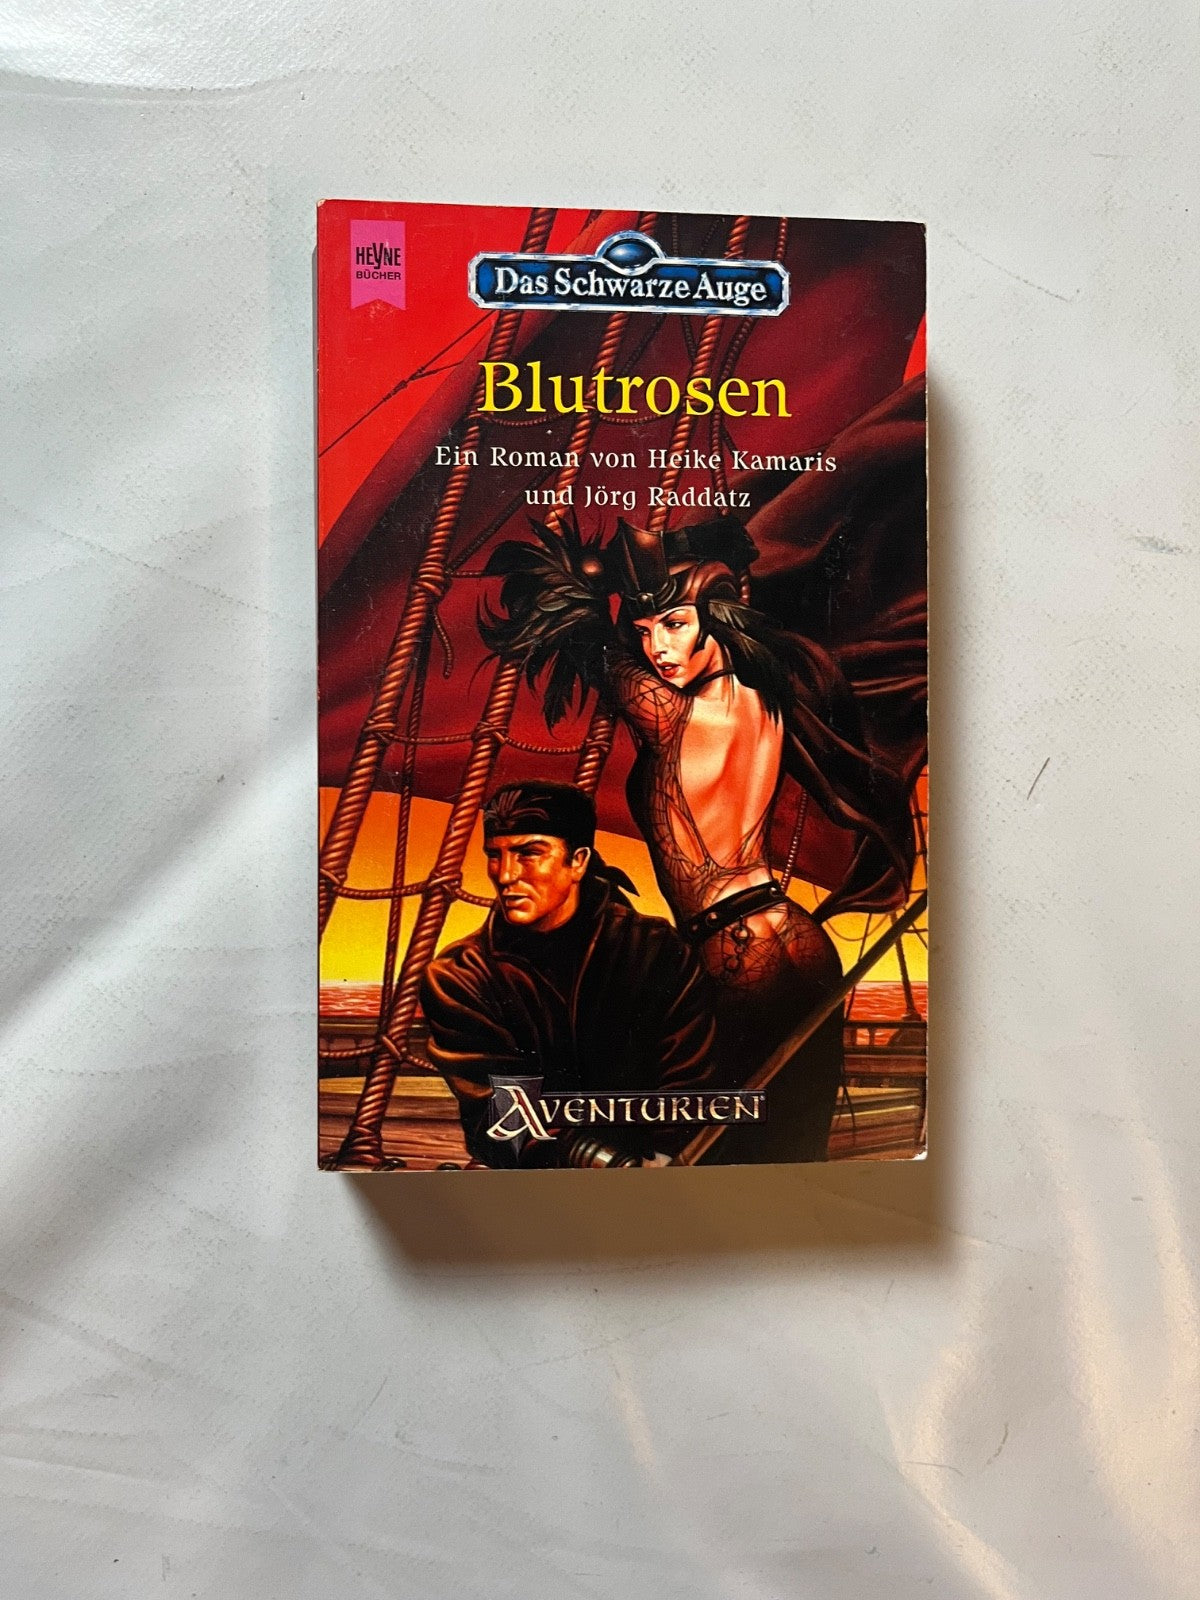 HEYNE
BÜCHER
Das Schwarze Auge
Blutrosen
Ein Roman von Heike Kamaris
und Jörg Raddatz
AVENTURIEN®